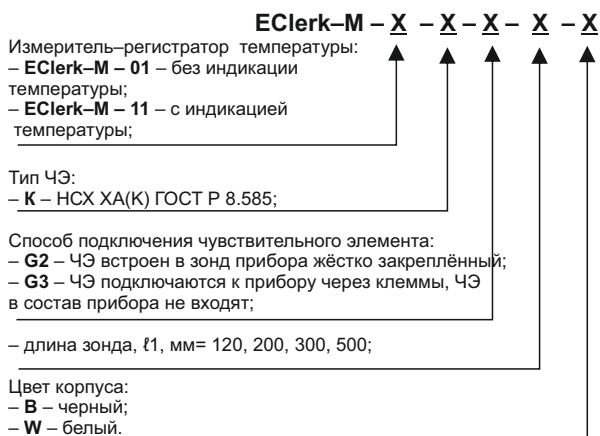 EClerk–M – X – X – X – X – X
Измеритель–регистратор температуры:
– EClerk–M – 01 – без индикации
температуры;
– EClerk–M – 11 – с индикацией
температуры;
Тип ЧЭ:
– К – НСХ ХА(К) ГОСТ Р 8.585;
Способ подключения чувствительного элемента:
– G2 – ЧЭ встроен в зонд прибора жёстко закреплённый;
– G3 – ЧЭ подключаются к прибору через клеммы, ЧЭ
в состав прибора не входят;
– длина зонда, ℓ1, мм= 120, 200, 300, 500;
Цвет корпуса:
– B – черный;
– W – белый.